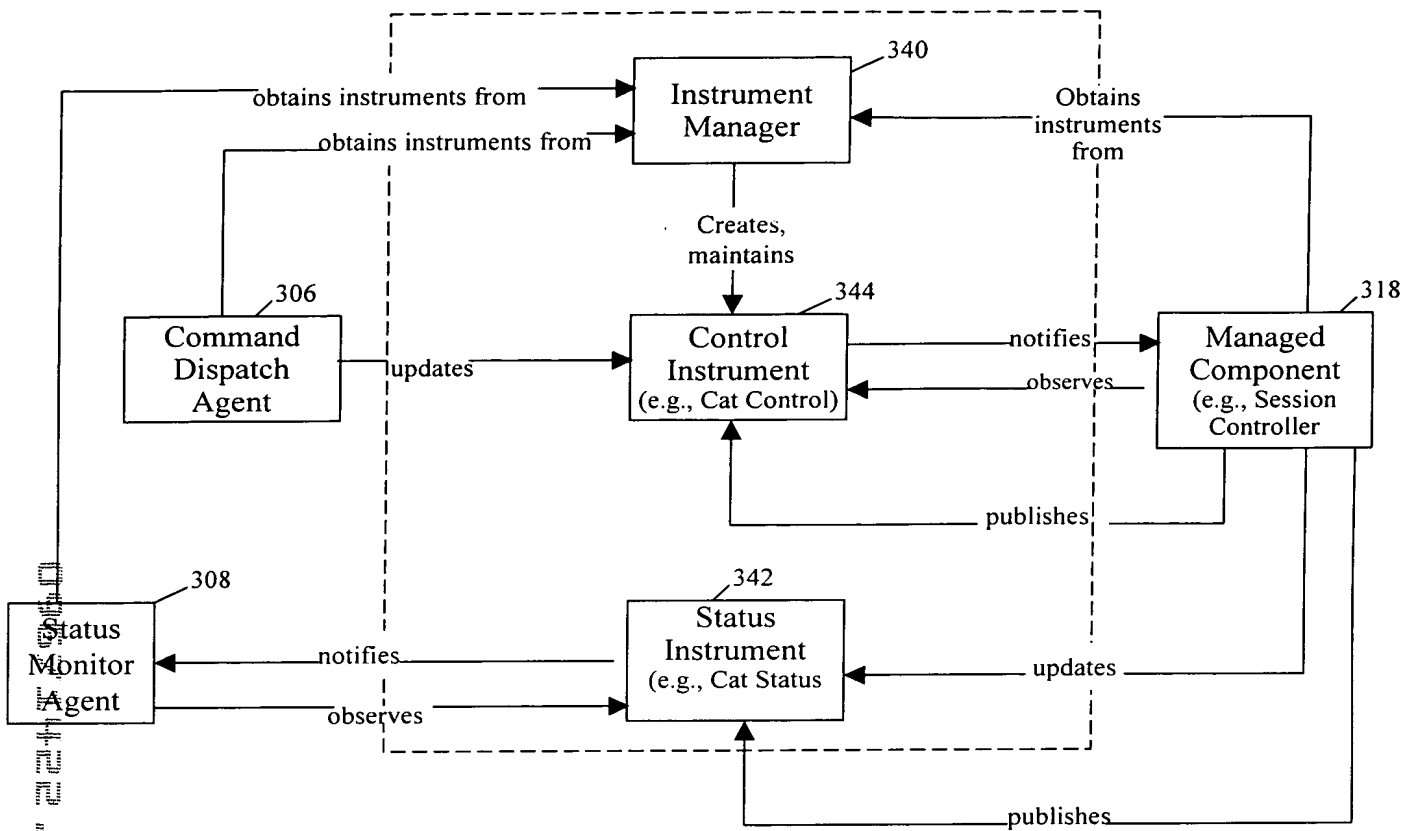 340
obtains instruments from
Instrument
Manager
Obtains
instruments
from
obtains instruments from
Creates,
maintains
306
344
318
Command
Dispatch
Agent
updates
Control
Instrument
(e.g., Cat Control)
notifies
observes
Managed
Component
(e.g., Session
Controller
publishes
308
342
Status
Monitor
Agent
notifies
observes
Status
Instrument
(e.g., Cat Status
updates
publishes